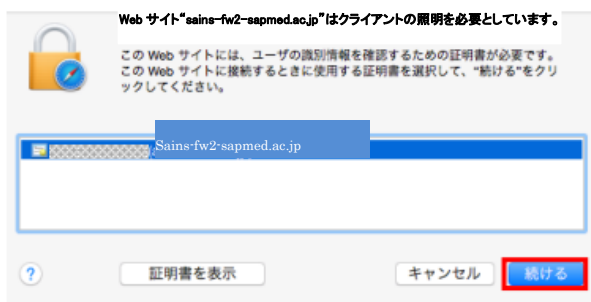 Web サイト“sains-fw2-sapmed.ac.jp”はクライアントの照明を必要としています。
この Web サイトには、ユーザの識別情報を確認するための証明書が必要です。
この Web サイトに接続するときに使用する証明書を選択して、“続ける”をクリ
ックしてください。
Sains-fw2-sapmed.ac.jp
?
証明書を表示
キャンセル
続ける